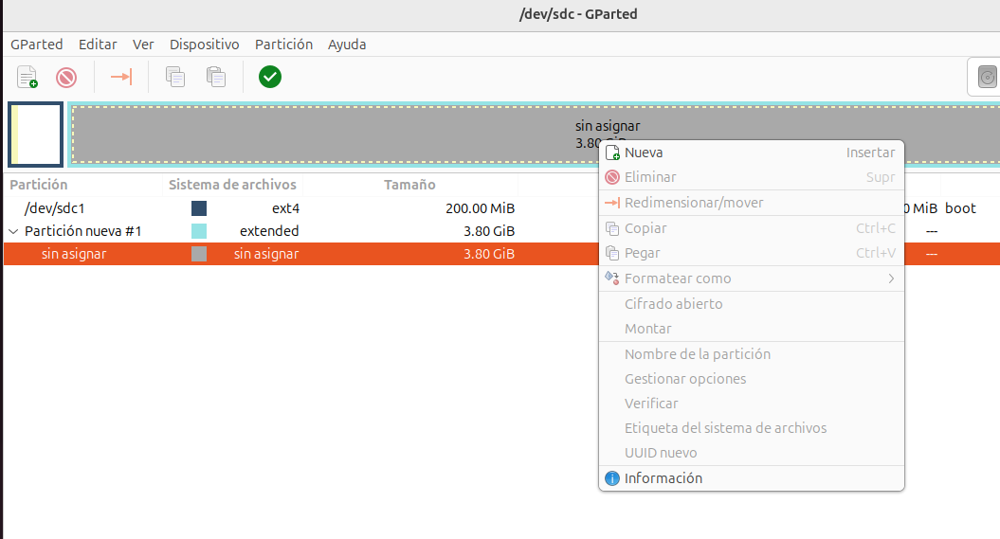 /dev/sdc - GParted
GParted Editar Ver Dispositivo Partición Ayuda
sin asignar
3.80 GiB
Partición Sistema de archivos Tamaño
/dev/sdc1 ext4 200.00 MiB 0 MiB boot
Partición nueva #1 extended 3.80 GiB ---
sin asignar sin asignar 3.80 GiB ---
Nueva Insertar
Eliminar Supr
Redimensionar/mover
Copiar Ctrl+C
Pegar Ctrl+V
Formatear como
Cifrado abierto
Montar
Nombre de la partición
Gestionar opciones
Verificar
Etiqueta del sistema de archivos
UUID nuevo
Información